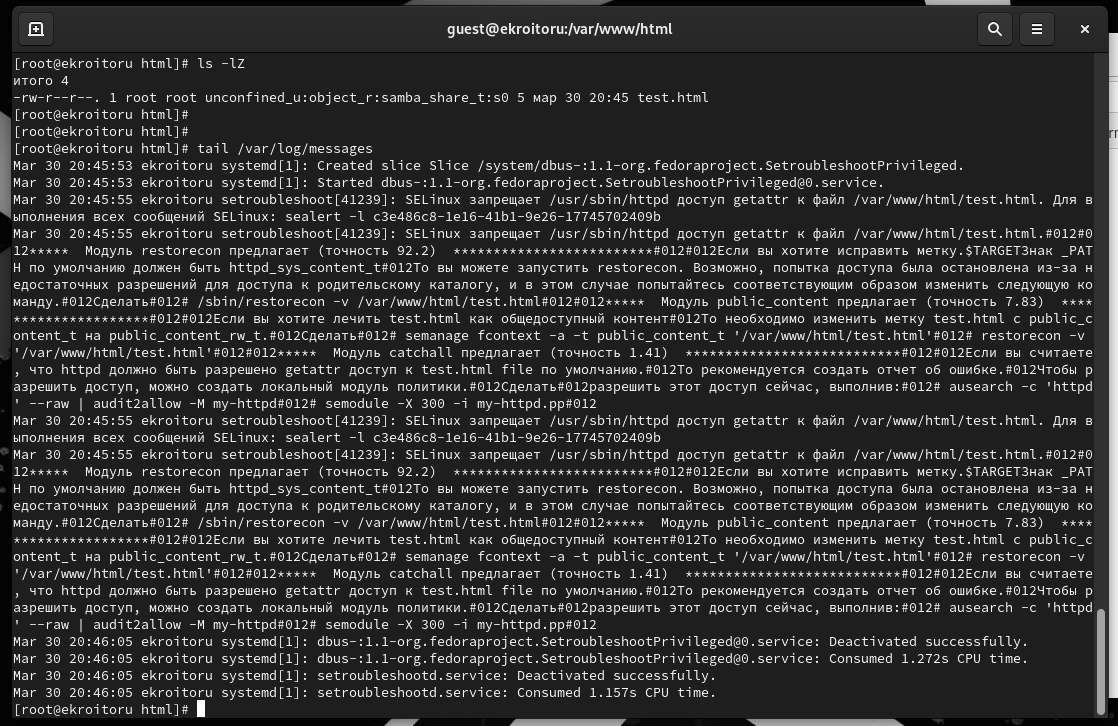 guest@ekroitoru:/var/www/html
[root@ekroitoru html]# ls -lZ
итого 4
-rw-r--r--. 1 root root unconfined_u:object_r:samba_share_t:s0 5 мар 30 20:45 test.html
[root@ekroitoru html]#
[root@ekroitoru html]#
[root@ekroitoru html]# tail /var/log/messages
Mar 30 20:45:53 ekroitoru systemd[1]: Created slice Slice /system/dbus-:1.1-org.fedoraproject.SetroubleshootPrivileged.
Mar 30 20:45:53 ekroitoru systemd[1]: Started dbus-:1.1-org.fedoraproject.SetroubleshootPrivileged@0.service.
Mar 30 20:45:55 ekroitoru setroubleshoot[41239]: SELinux запрещает /usr/sbin/httpd доступ getattr к файл /var/www/html/test.html. Для в
ыполнения всех сообщений SELinux: sealert -l c3e486c8-1e16-41b1-9e26-17745702409b
Mar 30 20:45:55 ekroitoru setroubleshoot[41239]: SELinux запрещает /usr/sbin/httpd доступ getattr к файл /var/www/html/test.html.#012#0
12*****  Модуль restorecon предлагает (точность 92.2)  *************************#012#012Если вы хотите исправить метку.$TARGETЗнак _PAT
H по умолчанию должен быть httpd_sys_content_t#012То вы можете запустить restorecon. Возможно, попытка доступа была остановлена из-за н
едостаточных разрешений для доступа к родительскому каталогу, и в этом случае попытайтесь соответствующим образом изменить следующую ко
манду.#012Сделать#012# /sbin/restorecon -v /var/www/html/test.html#012#012*****  Модуль public_content предлагает (точность 7.83)  ****
******************#012#012Если вы хотите лечить test.html как общедоступный контент#012То необходимо изменить метку test.html с public_c
ontent_t на public_content_rw_t.#012Сделать#012# semanage fcontext -a -t public_content_t '/var/www/html/test.html'#012# restorecon -v
'/var/www/html/test.html'#012#012*****  Модуль catchall предлагает (точность 1.41)  ***************************#012#012Если вы считаете
, что httpd должно быть разрешено getattr доступ к test.html file по умолчанию.#012То рекомендуется создать отчет об ошибке.#012Чтобы р
азрешить доступ, можно создать локальный модуль политики.#012Сделать#012разрешить этот доступ сейчас, выполнив:#012# ausearch -c 'httpd
' --raw | audit2allow -M my-httpd#012# semodule -X 300 -i my-httpd.pp#012
Mar 30 20:45:55 ekroitoru setroubleshoot[41239]: SELinux запрещает /usr/sbin/httpd доступ getattr к файл /var/www/html/test.html. Для в
ыполнения всех сообщений SELinux: sealert -l c3e486c8-1e16-41b1-9e26-17745702409b
Mar 30 20:45:55 ekroitoru setroubleshoot[41239]: SELinux запрещает /usr/sbin/httpd доступ getattr к файл /var/www/html/test.html.#012#0
12*****  Модуль restorecon предлагает (точность 92.2)  *************************#012#012Если вы хотите исправить метку.$TARGETЗнак _PAT
H по умолчанию должен быть httpd_sys_content_t#012То вы можете запустить restorecon. Возможно, попытка доступа была остановлена из-за н
едостаточных разрешений для доступа к родительскому каталогу, и в этом случае попытайтесь соответствующим образом изменить следующую ко
манду.#012Сделать#012# /sbin/restorecon -v /var/www/html/test.html#012#012*****  Модуль public_content предлагает (точность 7.83)  ****
******************#012#012Если вы хотите лечить test.html как общедоступный контент#012То необходимо изменить метку test.html с public_c
ontent_t на public_content_rw_t.#012Сделать#012# semanage fcontext -a -t public_content_t '/var/www/html/test.html'#012# restorecon -v
'/var/www/html/test.html'#012#012*****  Модуль catchall предлагает (точность 1.41)  ***************************#012#012Если вы считаете
, что httpd должно быть разрешено getattr доступ к test.html file по умолчанию.#012То рекомендуется создать отчет об ошибке.#012Чтобы р
азрешить доступ, можно создать локальный модуль политики.#012Сделать#012разрешить этот доступ сейчас, выполнив:#012# ausearch -c 'httpd
' --raw | audit2allow -M my-httpd#012# semodule -X 300 -i my-httpd.pp#012
Mar 30 20:46:05 ekroitoru systemd[1]: dbus-:1.1-org.fedoraproject.SetroubleshootPrivileged@0.service: Deactivated successfully.
Mar 30 20:46:05 ekroitoru systemd[1]: dbus-:1.1-org.fedoraproject.SetroubleshootPrivileged@0.service: Consumed 1.272s CPU time.
Mar 30 20:46:05 ekroitoru systemd[1]: setroubleshootd.service: Deactivated successfully.
Mar 30 20:46:05 ekroitoru systemd[1]: setroubleshootd.service: Consumed 1.157s CPU time.
[root@ekroitoru html]#